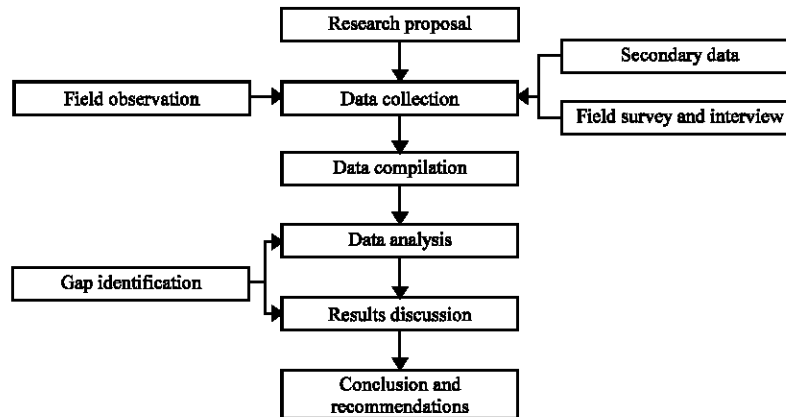 Research proposal
Secondary data
Field observation
Data collection
Field survey and interview
Data compilation
Data analysis
Gap identification
Results discussion
Conclusion and
recommendations